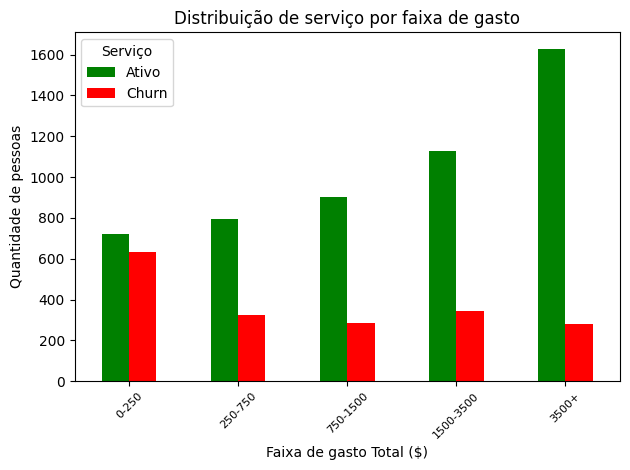 Distribuição de serviço por faixa de gasto
Serviço
Ativo
Churn
Quantidade de pessoas
1600
1400
1200
1000
800
600
400
200
0
0-250
250-750
750-1500
1500-3500
3500+
Faixa de gasto Total ($)